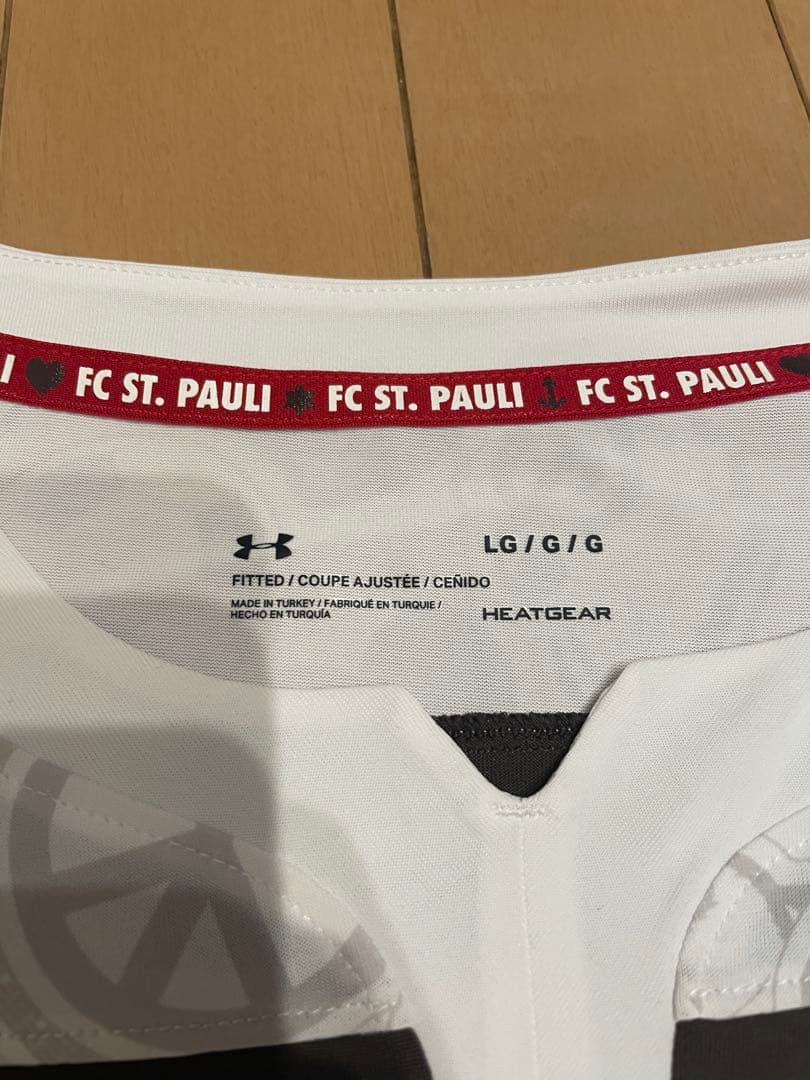 I FC ST. PAULI FC ST. PAULI FC ST. PAULI
LG / G / G
FITTED / COUPE AJUSTÉE / CEÑIDO
MADE IN TURKEY / FABRIQUÉ EN TURQUIE /
HECHO EN TURQUÍA
HEATGEAR